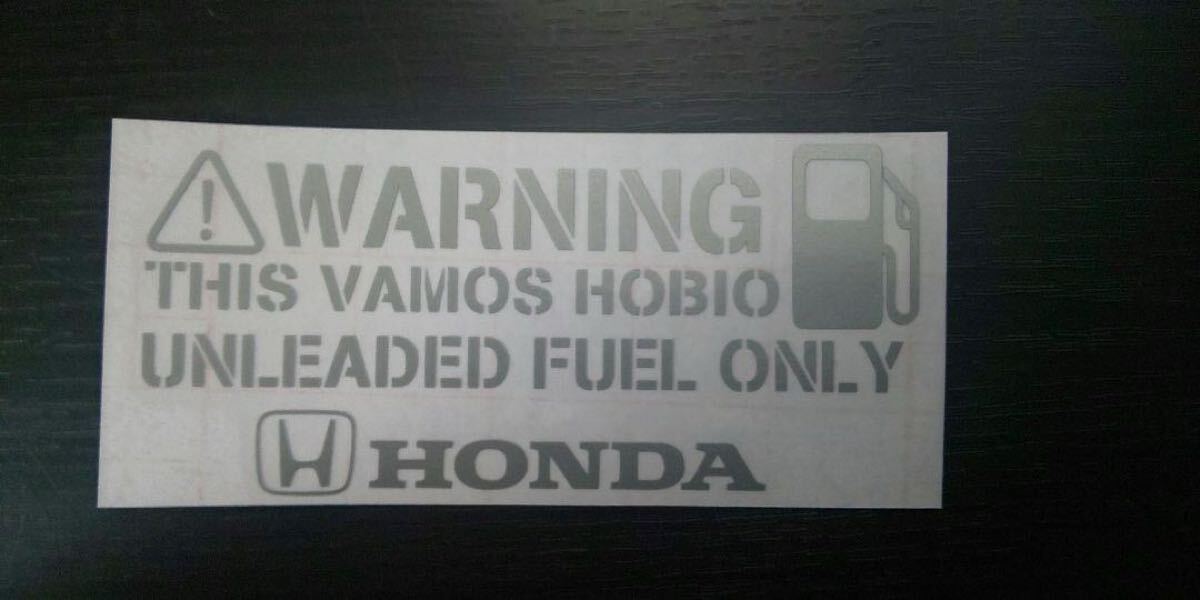 WARNING
THIS VAMOS HOBIO
UNLEADED FUEL ONLY
HONDA